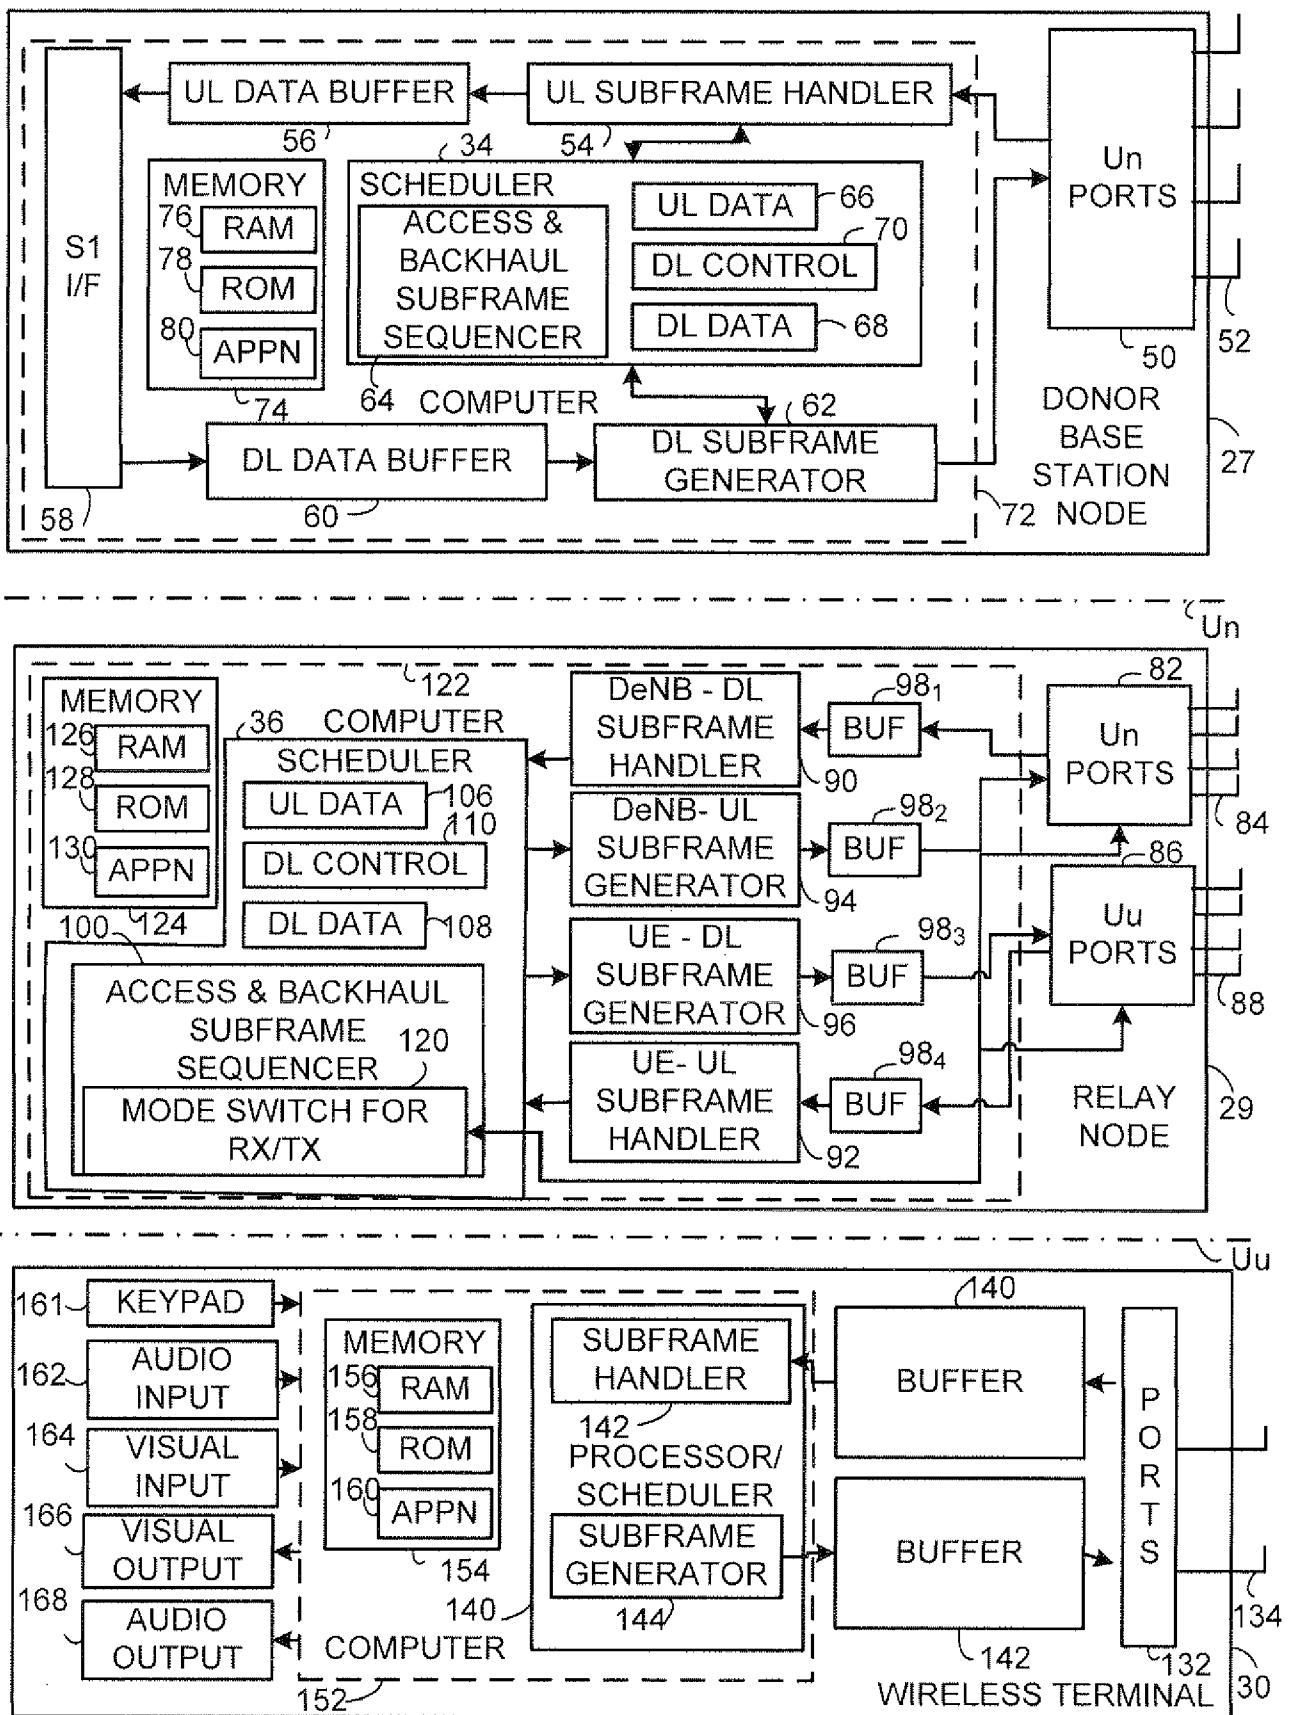 UL DATA BUFFER
56
UL SUBFRAME HANDLER
54
S1
I/F
58
MEMORY
76
RAM
78
ROM
80
APPN
74
34
SCHEDULER
ACCESS &
BACKHAUL
SUBFRAME
SEQUENCER
64
UL DATA
66
70
DL CONTROL
DL DATA
68
COMPUTER
62
DL DATA BUFFER
60
DL SUBFRAME
GENERATOR
72
Un
PORTS
50
52
DONOR
BASE
STATION
NODE
27
Un
122
COMPUTER
MEMORY
126
RAM
128
ROM
130
APPN
124
36
SCHEDULER
UL DATA
106
110
DL CONTROL
DL DATA
108
100
ACCESS & BACKHAUL
SUBFRAME
SEQUENCER
120
MODE SWITCH FOR
RX/TX
DeNB - DL
SUBFRAME
HANDLER
90
98₁
BUF
DeNB- UL
SUBFRAME
GENERATOR
94
98₂
BUF
UE - DL
SUBFRAME
GENERATOR
96
98₃
BUF
UE- UL
SUBFRAME
HANDLER
92
98₄
BUF
82
Un
PORTS
84
86
Uu
PORTS
88
RELAY
NODE
29
Uu
161
KEYPAD
162
AUDIO
INPUT
164
VISUAL
INPUT
166
VISUAL
OUTPUT
168
AUDIO
OUTPUT
MEMORY
156
RAM
158
ROM
160
APPN
154
COMPUTER
152
SUBFRAME
HANDLER
142
PROCESSOR/
SCHEDULER
SUBFRAME
GENERATOR
144
140
140
BUFFER
BUFFER
142
PORTS
132
134
WIRELESS TERMINAL
30